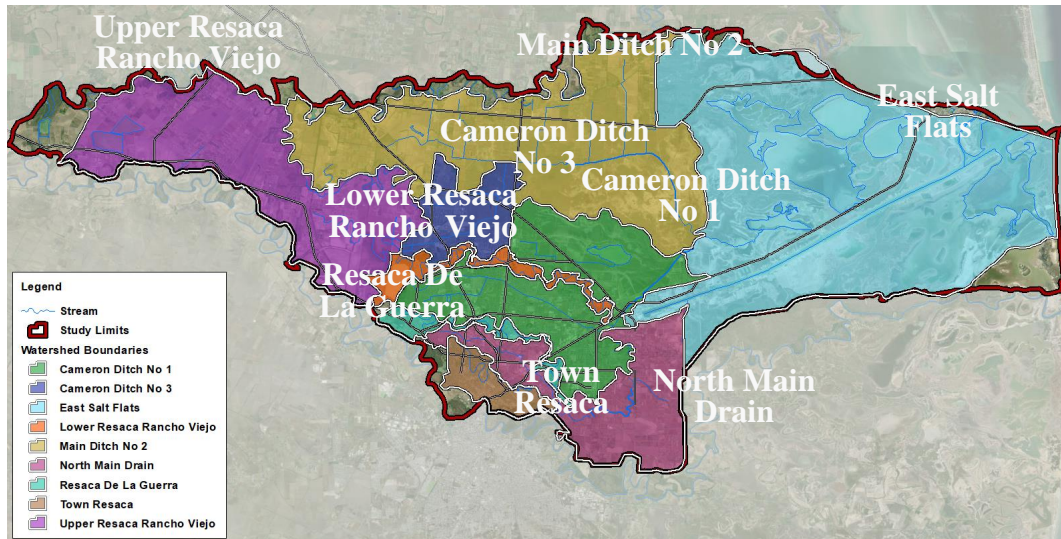 Upper Resaca
Rancho Viejo
Main Ditch No 2
East Salt
Flats
Cameron Ditch
No 3
Cameron Ditch
No 1
Lower Resaca
Rancho Viejo
Resaca De
La Guerra
Town
Resaca
North Main
Drain
Legend
Stream
Study Limits
Watershed Boundaries
Cameron Ditch No 1
Cameron Ditch No 3
East Salt Flats
Lower Resaca Rancho Viejo
Main Ditch No 2
North Main Drain
Resaca De La Guerra
Town Resaca
Upper Resaca Rancho Viejo